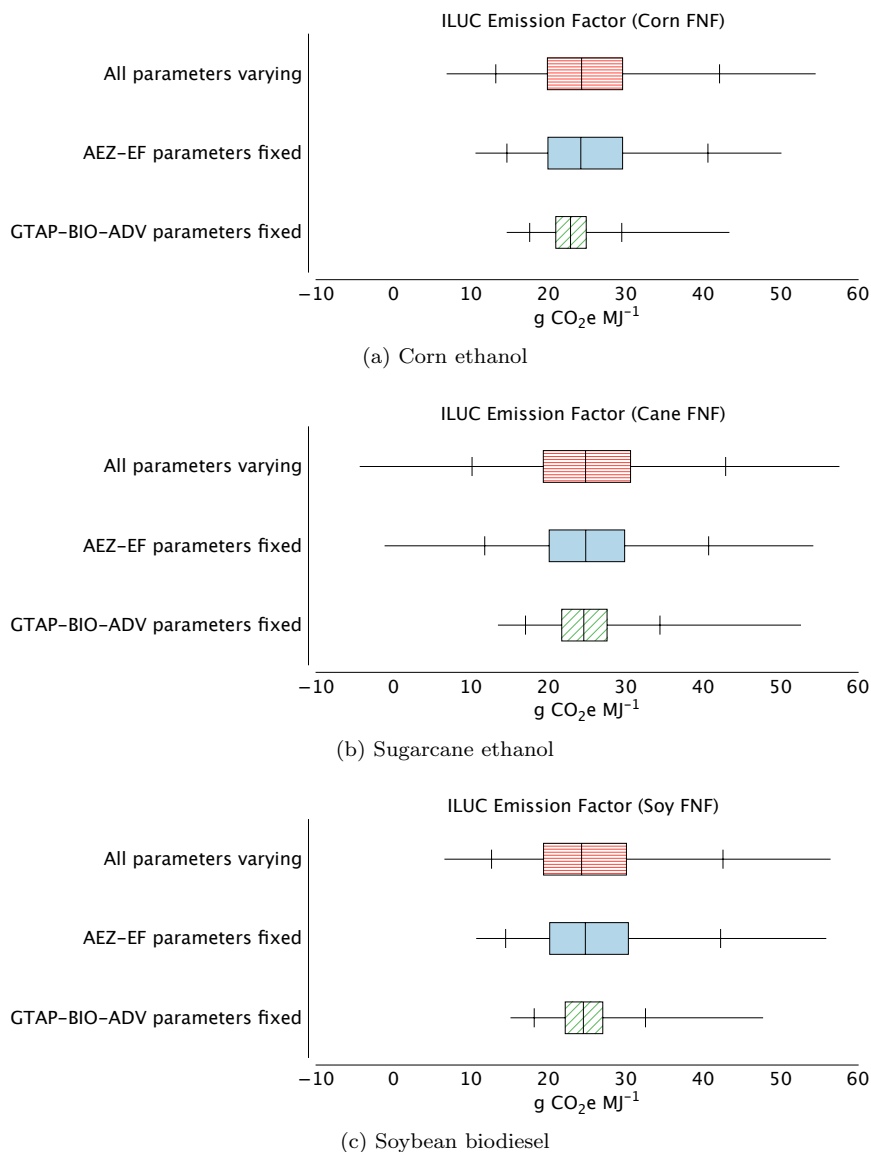 ILUC Emission Factor (Corn FNF)
All parameters varying
AEZ−EF parameters fixed
GTAP−BIO−ADV parameters fixed
−10 0 10 20 30 40 50 60
g CO₂e MJ⁻¹
(a) Corn ethanol
ILUC Emission Factor (Cane FNF)
All parameters varying
AEZ−EF parameters fixed
GTAP−BIO−ADV parameters fixed
−10 0 10 20 30 40 50 60
g CO₂e MJ⁻¹
(b) Sugarcane ethanol
ILUC Emission Factor (Soy FNF)
All parameters varying
AEZ−EF parameters fixed
GTAP−BIO−ADV parameters fixed
−10 0 10 20 30 40 50 60
g CO₂e MJ⁻¹
(c) Soybean biodiesel